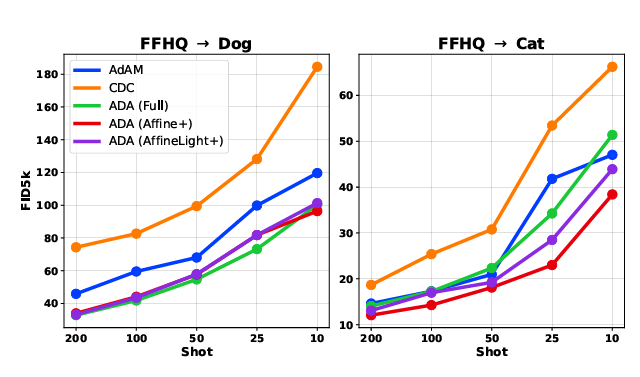 FFHQ → Dog
FFHQ → Cat
AdAM
CDC
ADA (Full)
ADA (Affine+)
ADA (AffineLight+)
FID5k
180
160
140
120
100
80
60
40
200 100 50 25 10
Shot
60
50
40
30
20
10
200 100 50 25 10
Shot